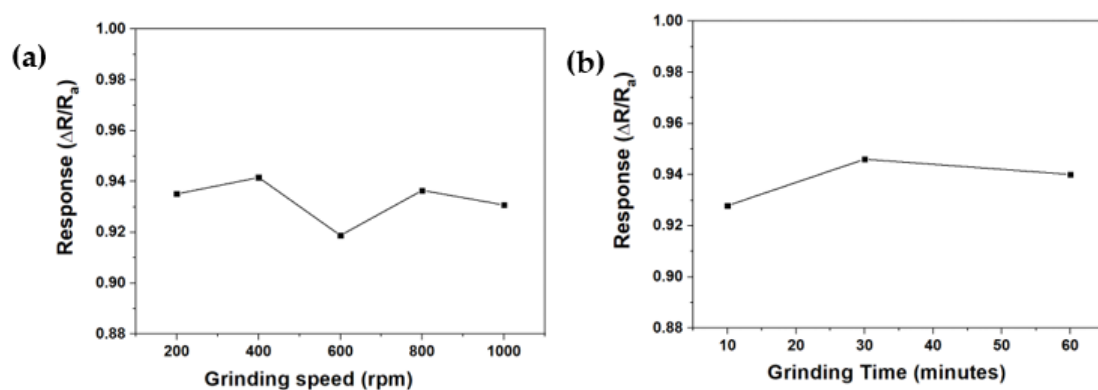 (a)
Response (ΔR/Ra)
1.00
0.98
0.96
0.94
0.92
0.90
0.88
200 400 600 800 1000
Grinding speed (rpm)
(b)
Response (ΔR/Ra)
1.00
0.98
0.96
0.94
0.92
0.90
0.88
10 20 30 40 50 60
Grinding Time (minutes)